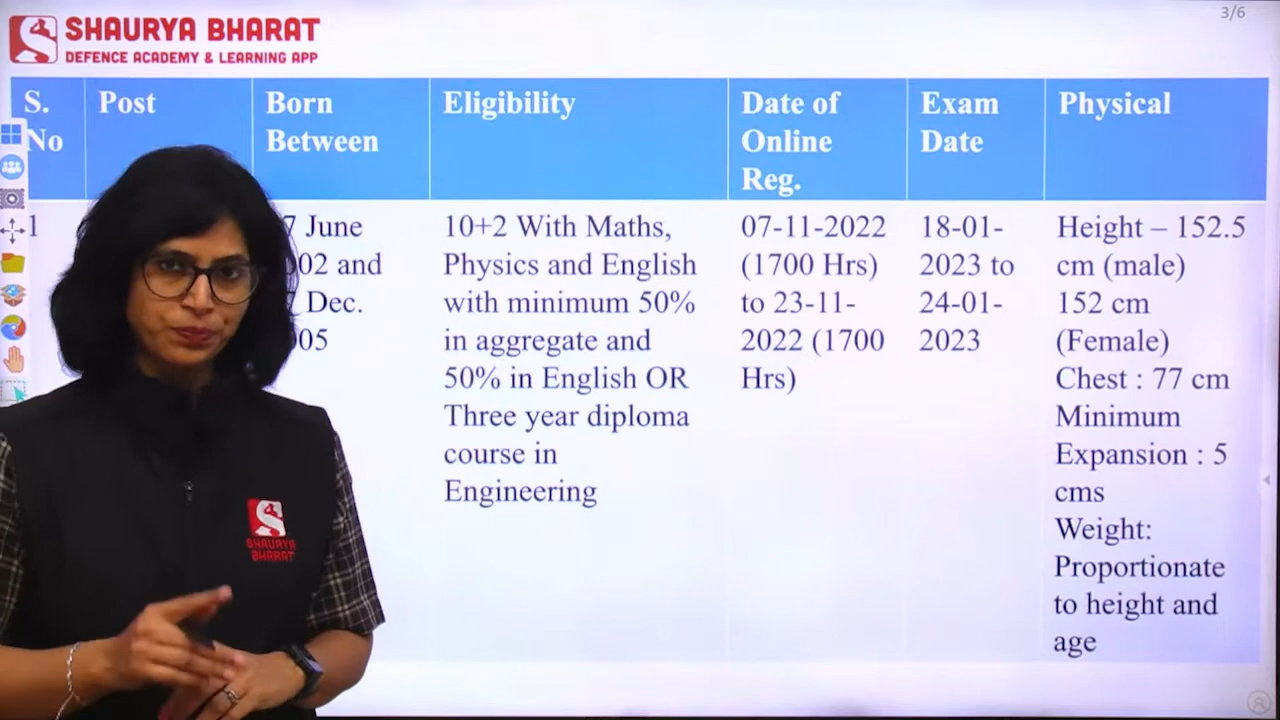 3/6
SHAURYA BHARAT
DEFENCE ACADEMY & LEARNING APP
S. No
Post
Born Between
Eligibility
Date of Online Reg.
Exam Date
Physical
1
June
and
Dec.
10+2 With Maths,
Physics and English
with minimum 50%
in aggregate and
50% in English OR
Three year diploma
course in
Engineering
07-11-2022
(1700 Hrs)
to 23-11-
2022 (1700
Hrs)
18-01-
2023 to
24-01-
2023
Height – 152.5
cm (male)
152 cm
(Female)
Chest : 77 cm
Minimum
Expansion : 5
cms
Weight:
Proportionate
to height and
age
SHAURYA
BHARAT